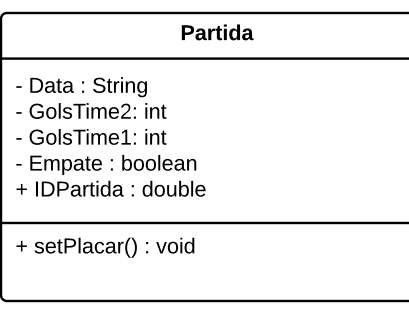 Partida
- Data : String
- GolsTime2: int
- GolsTime1: int
- Empate : boolean
+ IDPartida : double
+ setPlacar() : void